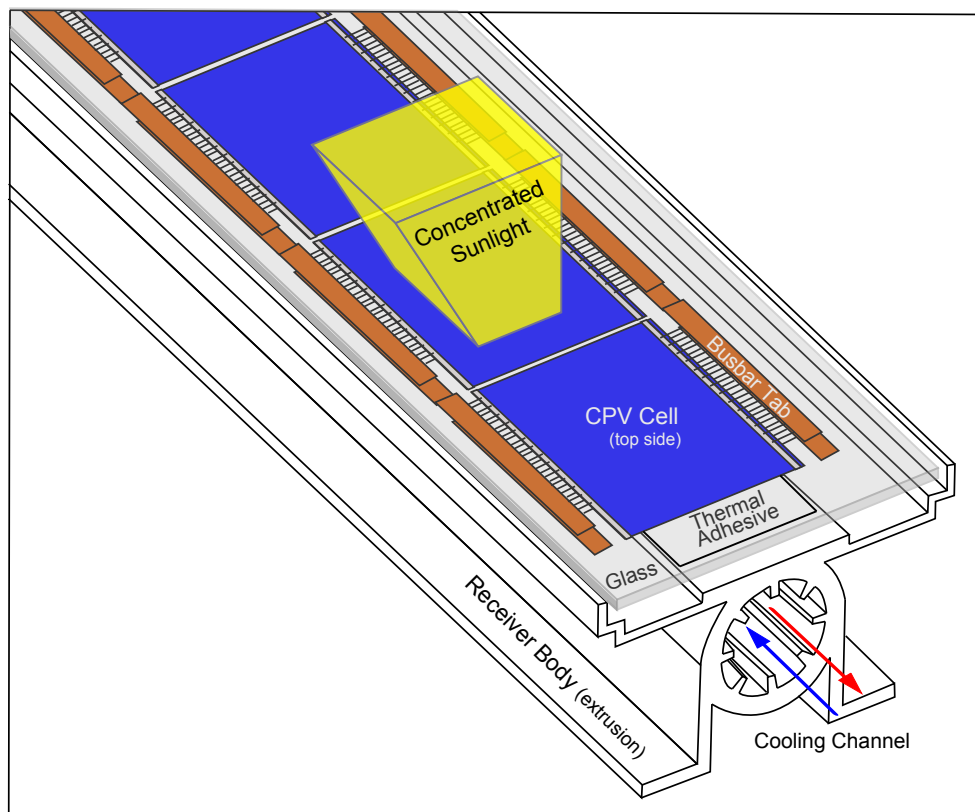 Concentrated
Sunlight
Busbar Tab
CPV Cell
(top side)
Thermal
Adhesive
Glass
Receiver Body (extrusion)
Cooling Channel